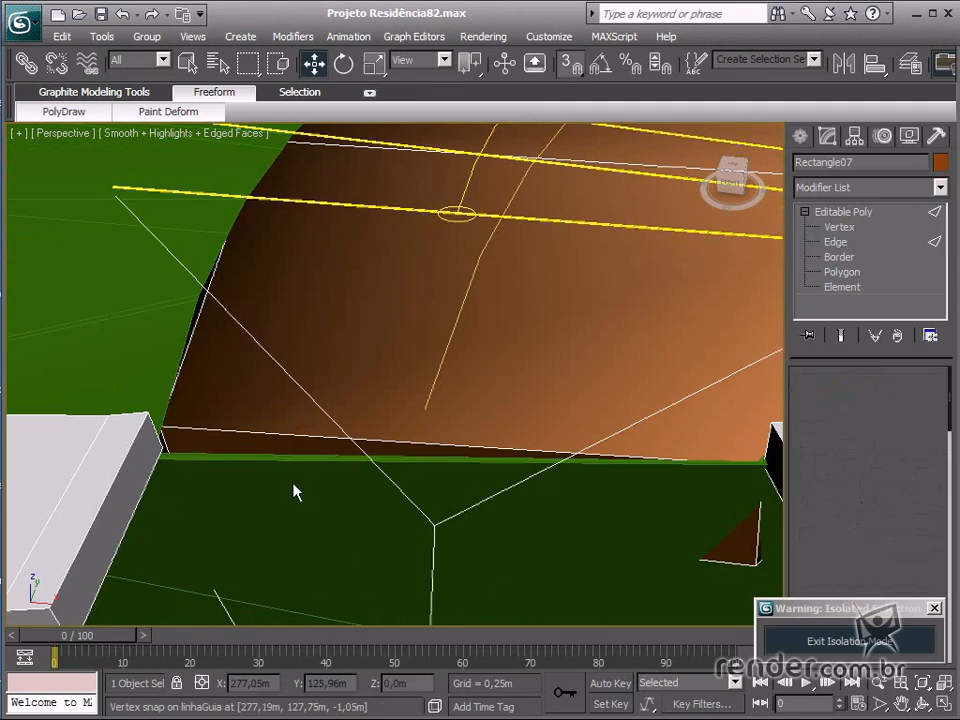 Projeto Residência82.max
Type a keyword or phrase
Edit Tools Group Views Create Modifiers Animation Graph Editors Rendering Customize MAXScript Help
All View 3 Create Selection Se
Graphite Modeling Tools Freeform Selection
PolyDraw Paint Deform
[ + ] [ Perspective ] [ Smooth + Highlights + Edged Faces ]
Rectangle07
Modifier List
Editable Poly
Vertex
Edge
Border
Polygon
Element
z
y
x
Warning: Isolated Selection
Exit Isolation Mode
render.com.br
0 / 100
0 10 20 30 40 50 60 70 80 90
1 Object Sel X: 277,05m Y: 125,96m Z: 0,0m Grid = 0,25m Auto Key Selected
Welcome to M Vertex snap on linhaGuia @ [277,19m, 127,75m, -1,05m] Add Time Tag Set Key Key Filters... 0